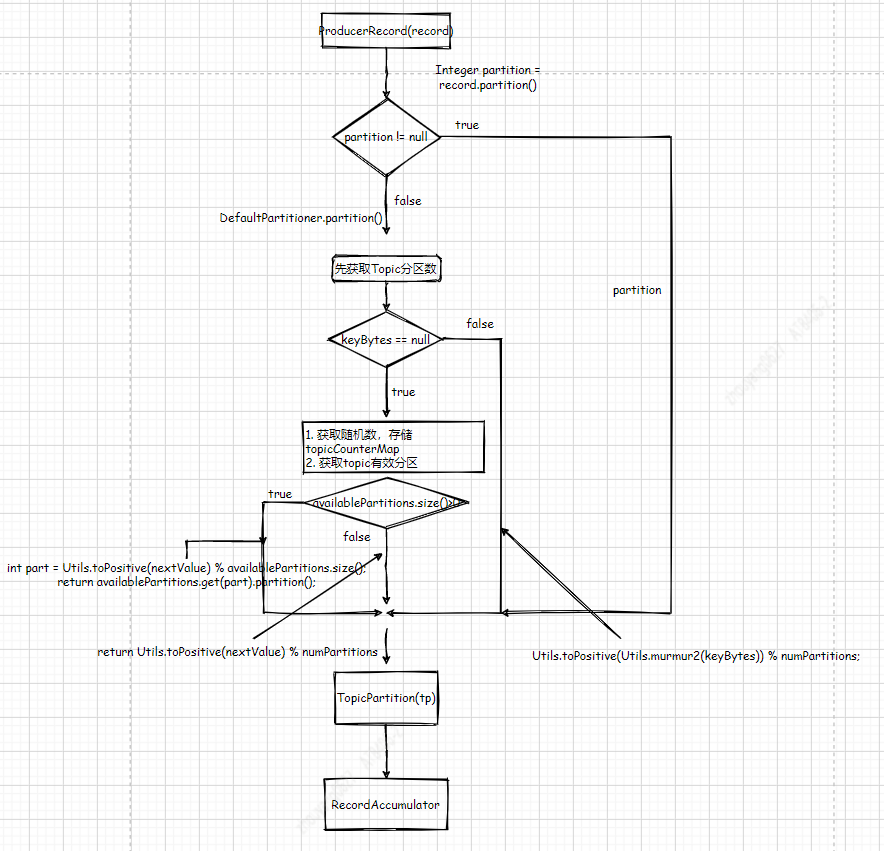 ProducerRecord(record)
Integer partition =
record.partition()
partition != null
true
false
DefaultPartitioner.partition()
先获取Topic分区数
partition
keyBytes == null
false
true
1. 获取随机数，存储
topicCounterMap
2. 获取topic有效分区
availablePartitions.size()>0
true
false
int part = Utils.toPositive(nextValue) % availablePartitions.size();
return availablePartitions.get(part).partition();
return Utils.toPositive(nextValue) % numPartitions
Utils.toPositive(Utils.murmur2(keyBytes)) % numPartitions;
TopicPartition(tp)
RecordAccumulator